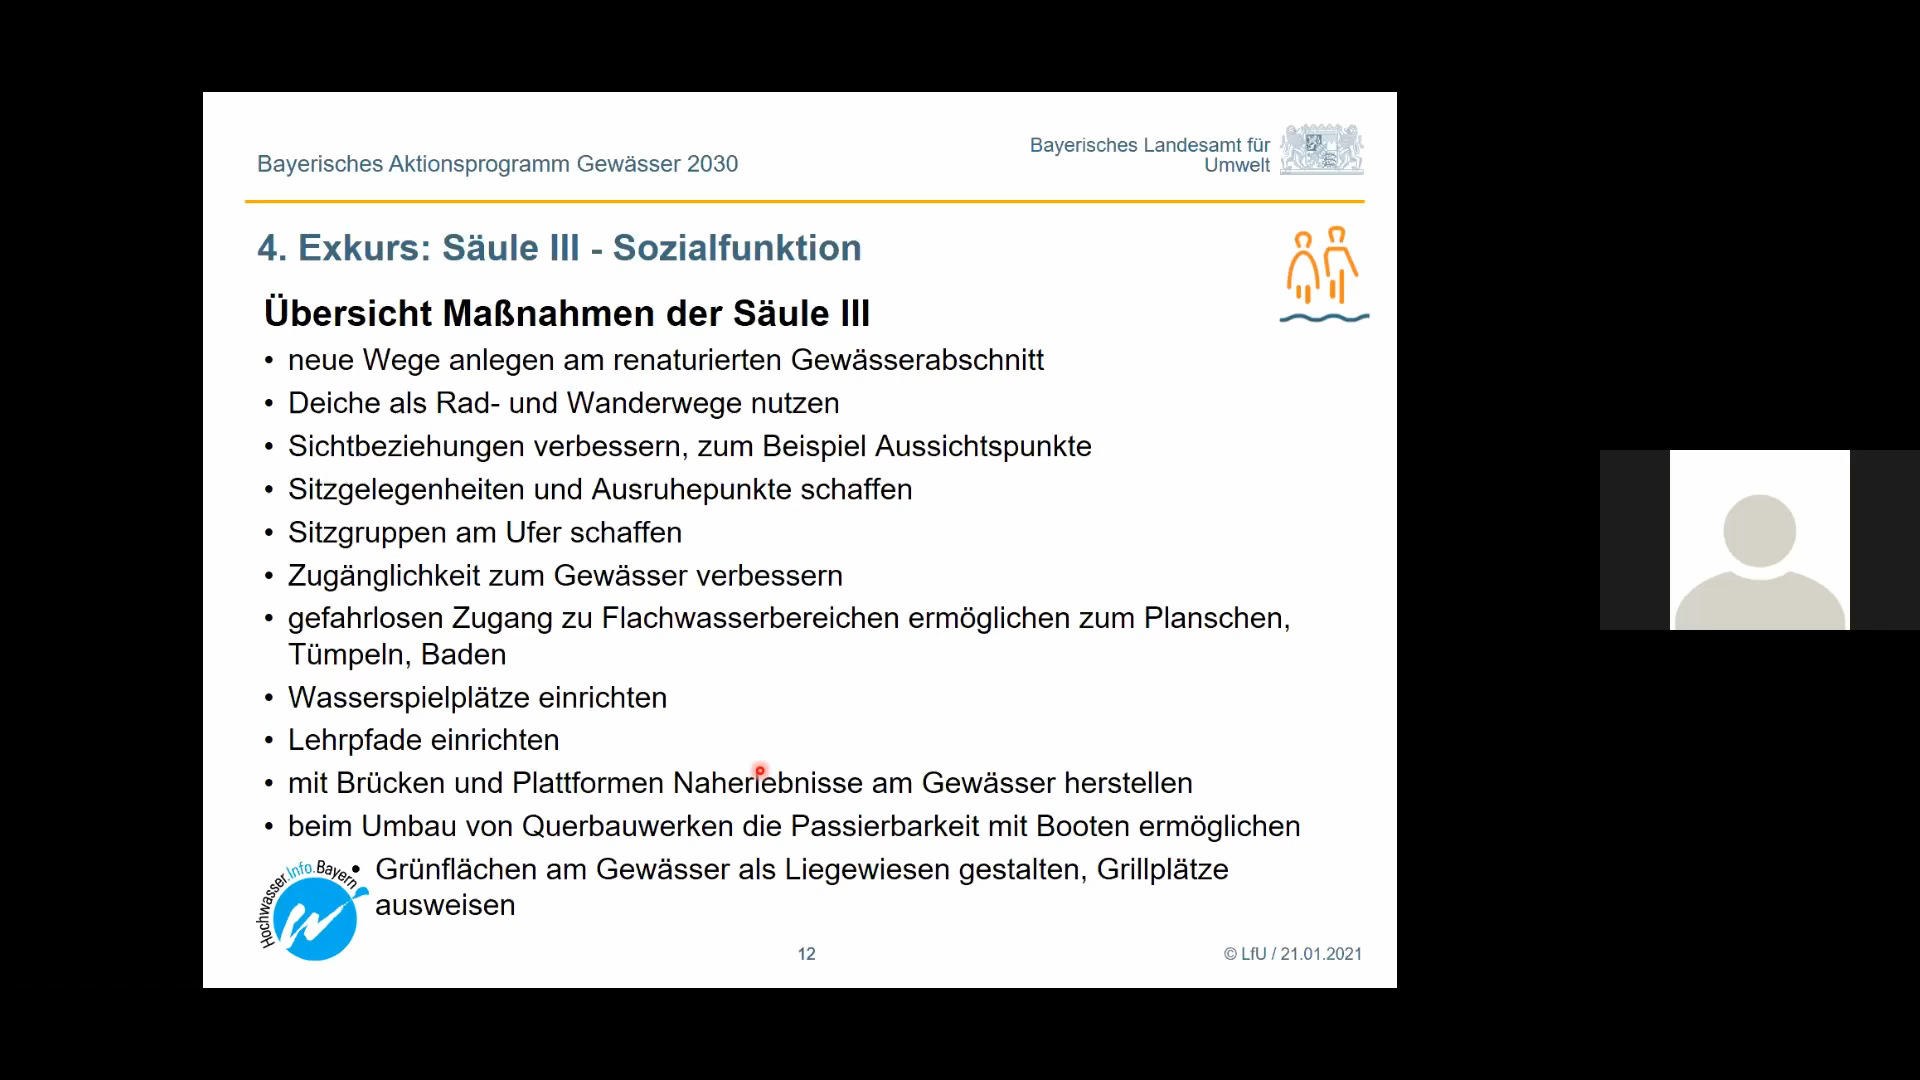 Bayerisches Aktionsprogramm Gewässer 2030
Bayerisches Landesamt für
Umwelt
4. Exkurs: Säule III - Sozialfunktion
Übersicht Maßnahmen der Säule III
• neue Wege anlegen am renaturierten Gewässerabschnitt
• Deiche als Rad- und Wanderwege nutzen
• Sichtbeziehungen verbessern, zum Beispiel Aussichtspunkte
• Sitzgelegenheiten und Ausruhepunkte schaffen
• Sitzgruppen am Ufer schaffen
• Zugänglichkeit zum Gewässer verbessern
• gefahrlosen Zugang zu Flachwasserbereichen ermöglichen zum Planschen,
Tümpeln, Baden
• Wasserspielplätze einrichten
• Lehrpfade einrichten
• mit Brücken und Plattformen Naherlebnisse am Gewässer herstellen
• beim Umbau von Querbauwerken die Passierbarkeit mit Booten ermöglichen
• Grünflächen am Gewässer als Liegewiesen gestalten, Grillplätze
ausweisen
Hochwasser.Info.Bayern
12
© LfU / 21.01.2021